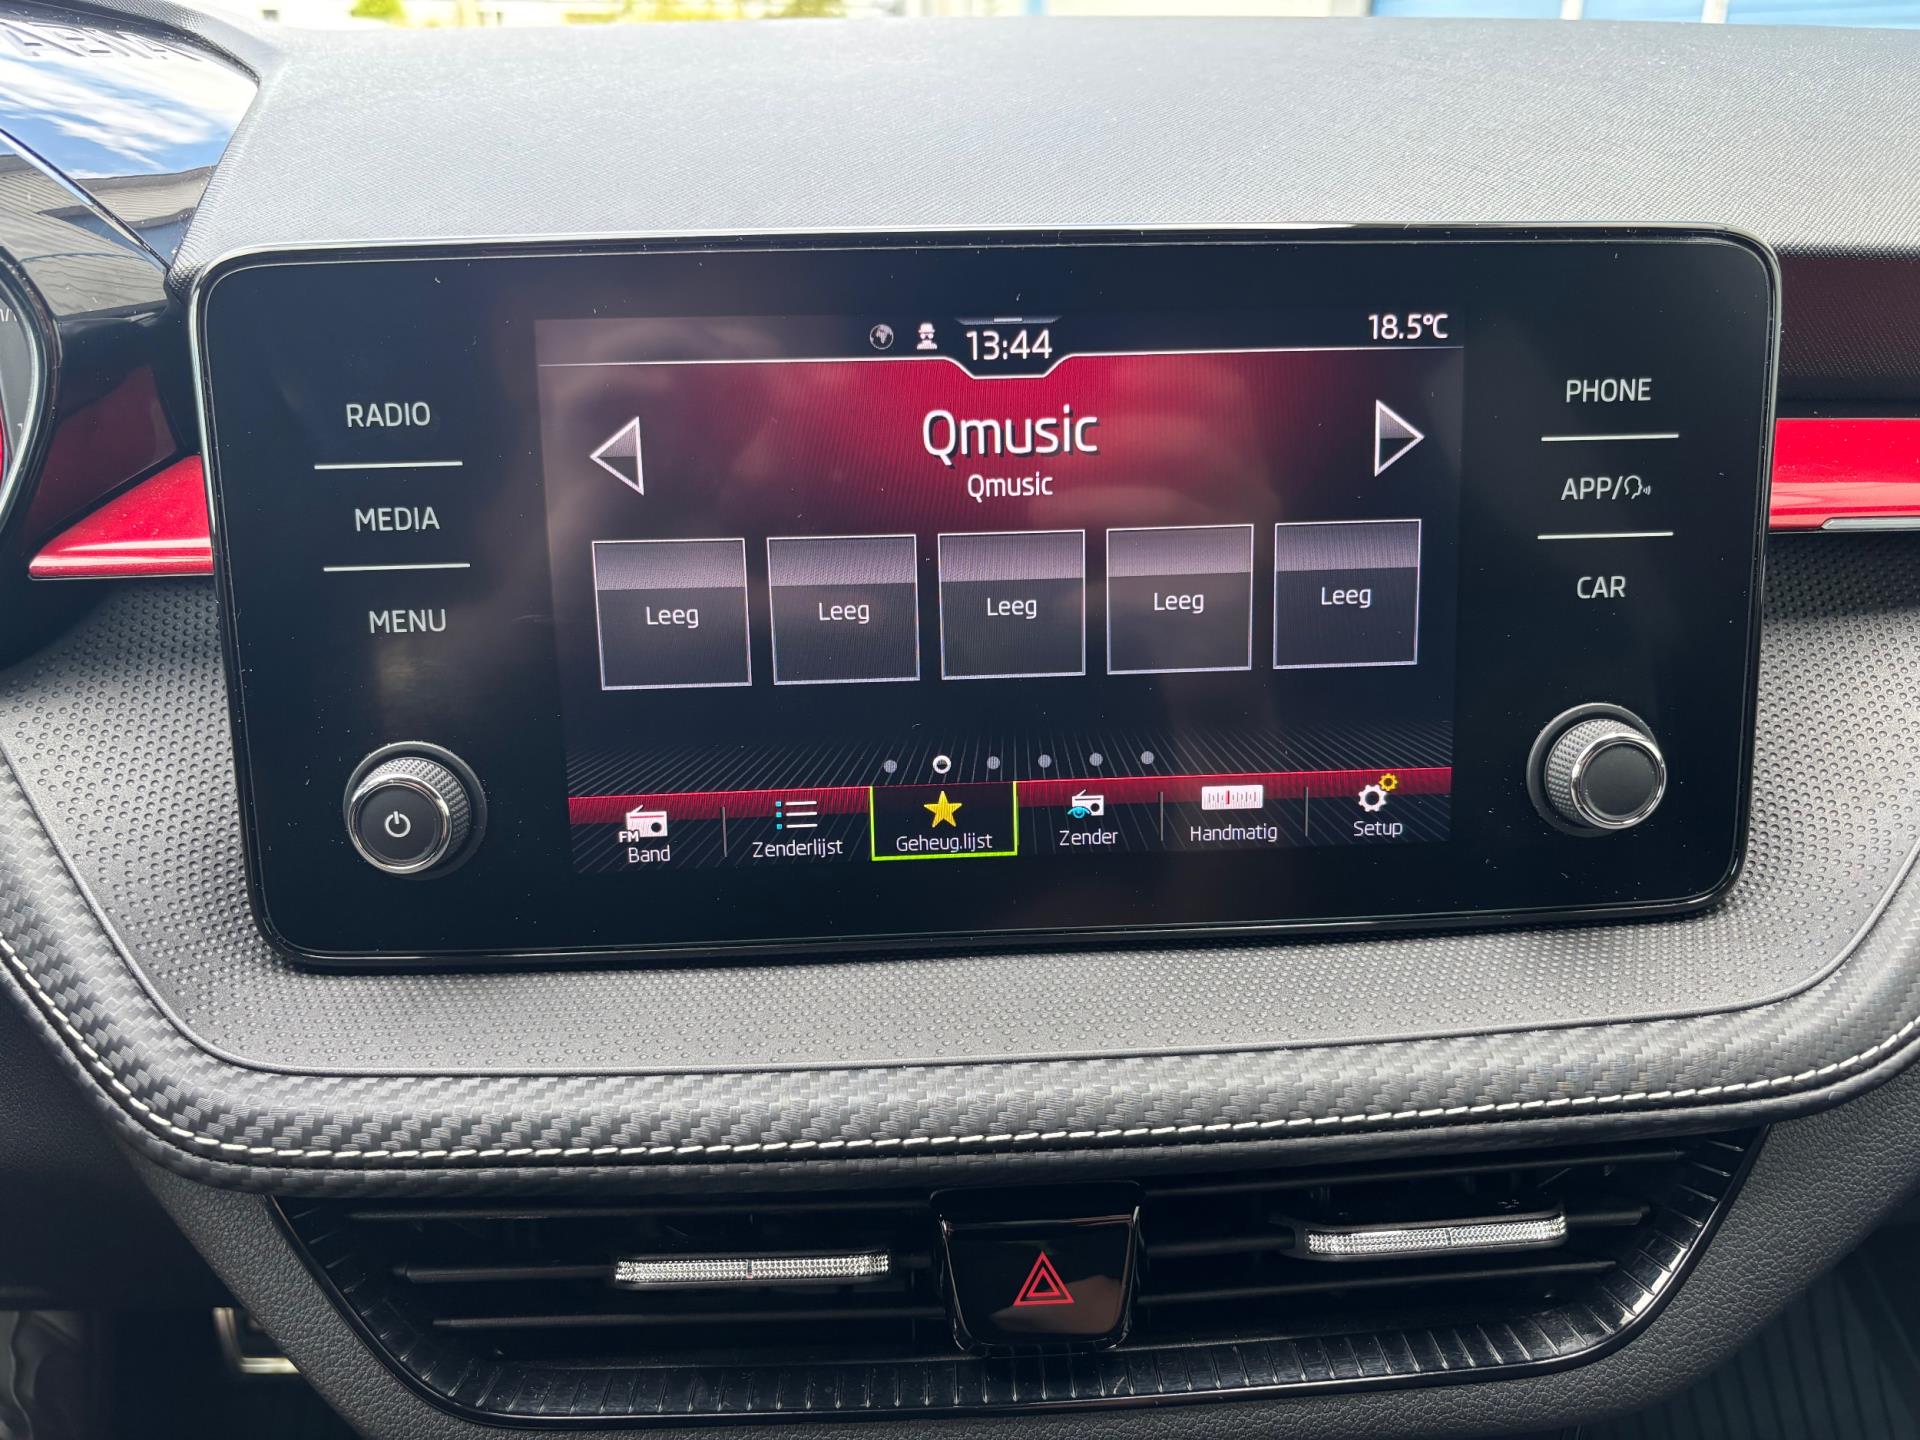 13:44
18.5°C
RADIO
MEDIA
MENU
PHONE
APP/
CAR
Qmusic
Qmusic
Leeg
Leeg
Leeg
Leeg
Leeg
FM
Band
Zenderlijst
Geheug.lijst
Zender
Handmatig
Setup